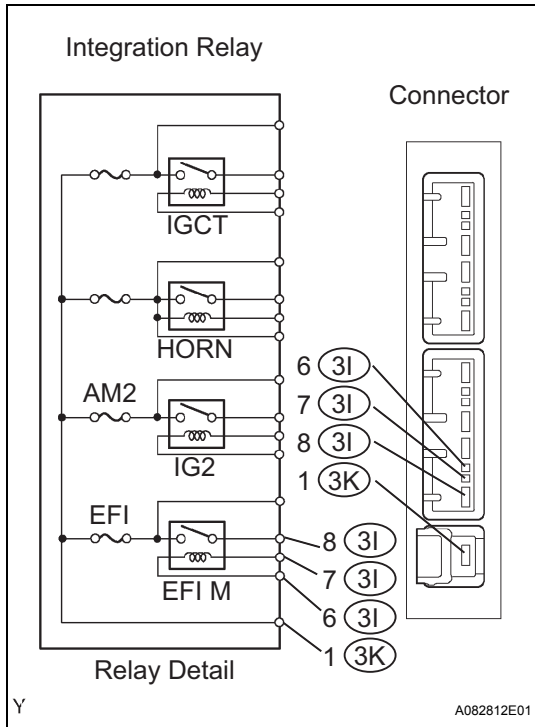 Integration Relay
Connector
IGCT
HORN
AM2
IG2
EFI
EFI M
6 3I
7 3I
8 3I
1 3K
8 3I
7 3I
6 3I
1 3K
Relay Detail
Y
A082812E01